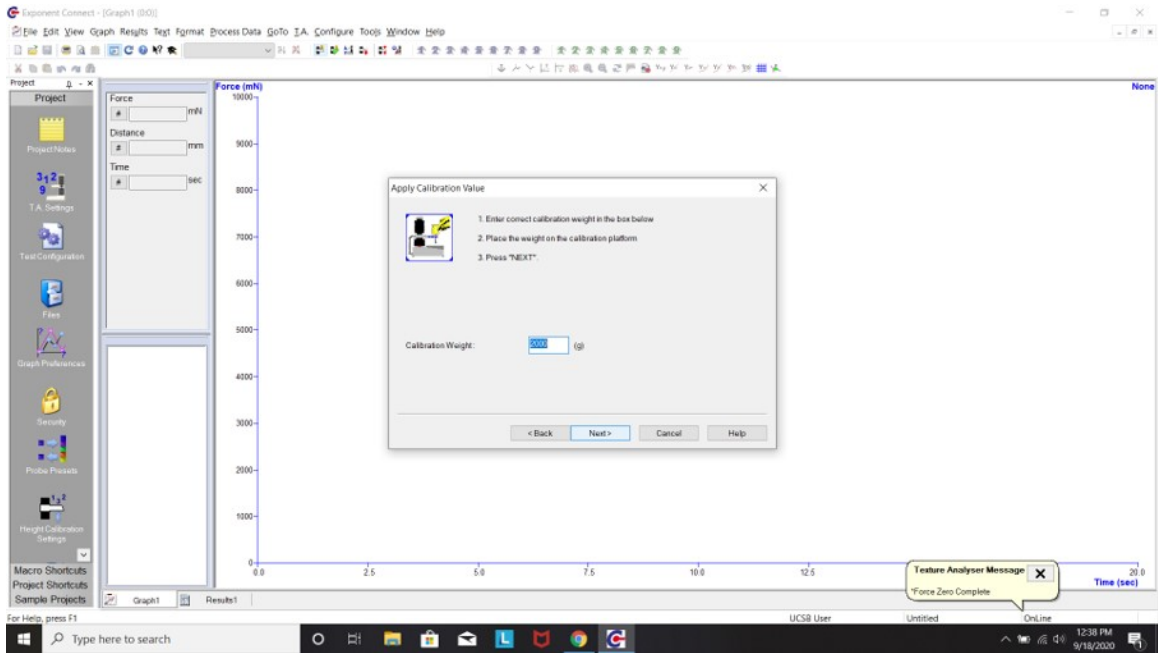 Exponent Connect - [Graph1 (0:0)]
File Edit View Graph Results Text Format Process Data GoTo T.A. Configure Tools Window Help
Project
Project
Project Notes
T.A. Settings
Test Configuration
Files
Graph Preferences
Security
Probe Presets
Height Calibration
Settings
Macro Shortcuts
Project Shortcuts
Sample Projects
Force
# mN
Distance
# mm
Time
# sec
Force (mN)
None
10000
9000
8000
7000
6000
5000
4000
3000
2000
1000
0
0.0 2.5 5.0 7.5 10.0 12.5 20.0
Time (sec)
Apply Calibration Value
1. Enter correct calibration weight in the box below
2. Place the weight on the calibration platform
3. Press "NEXT".
Calibration Weight: 2000 (g)
< Back Next > Cancel Help
Texture Analyser Message
*Force Zero Complete
Graph1 Results1
For Help, press F1
UCSB User Untitled OnLine
Type here to search
12:38 PM
9/18/2020